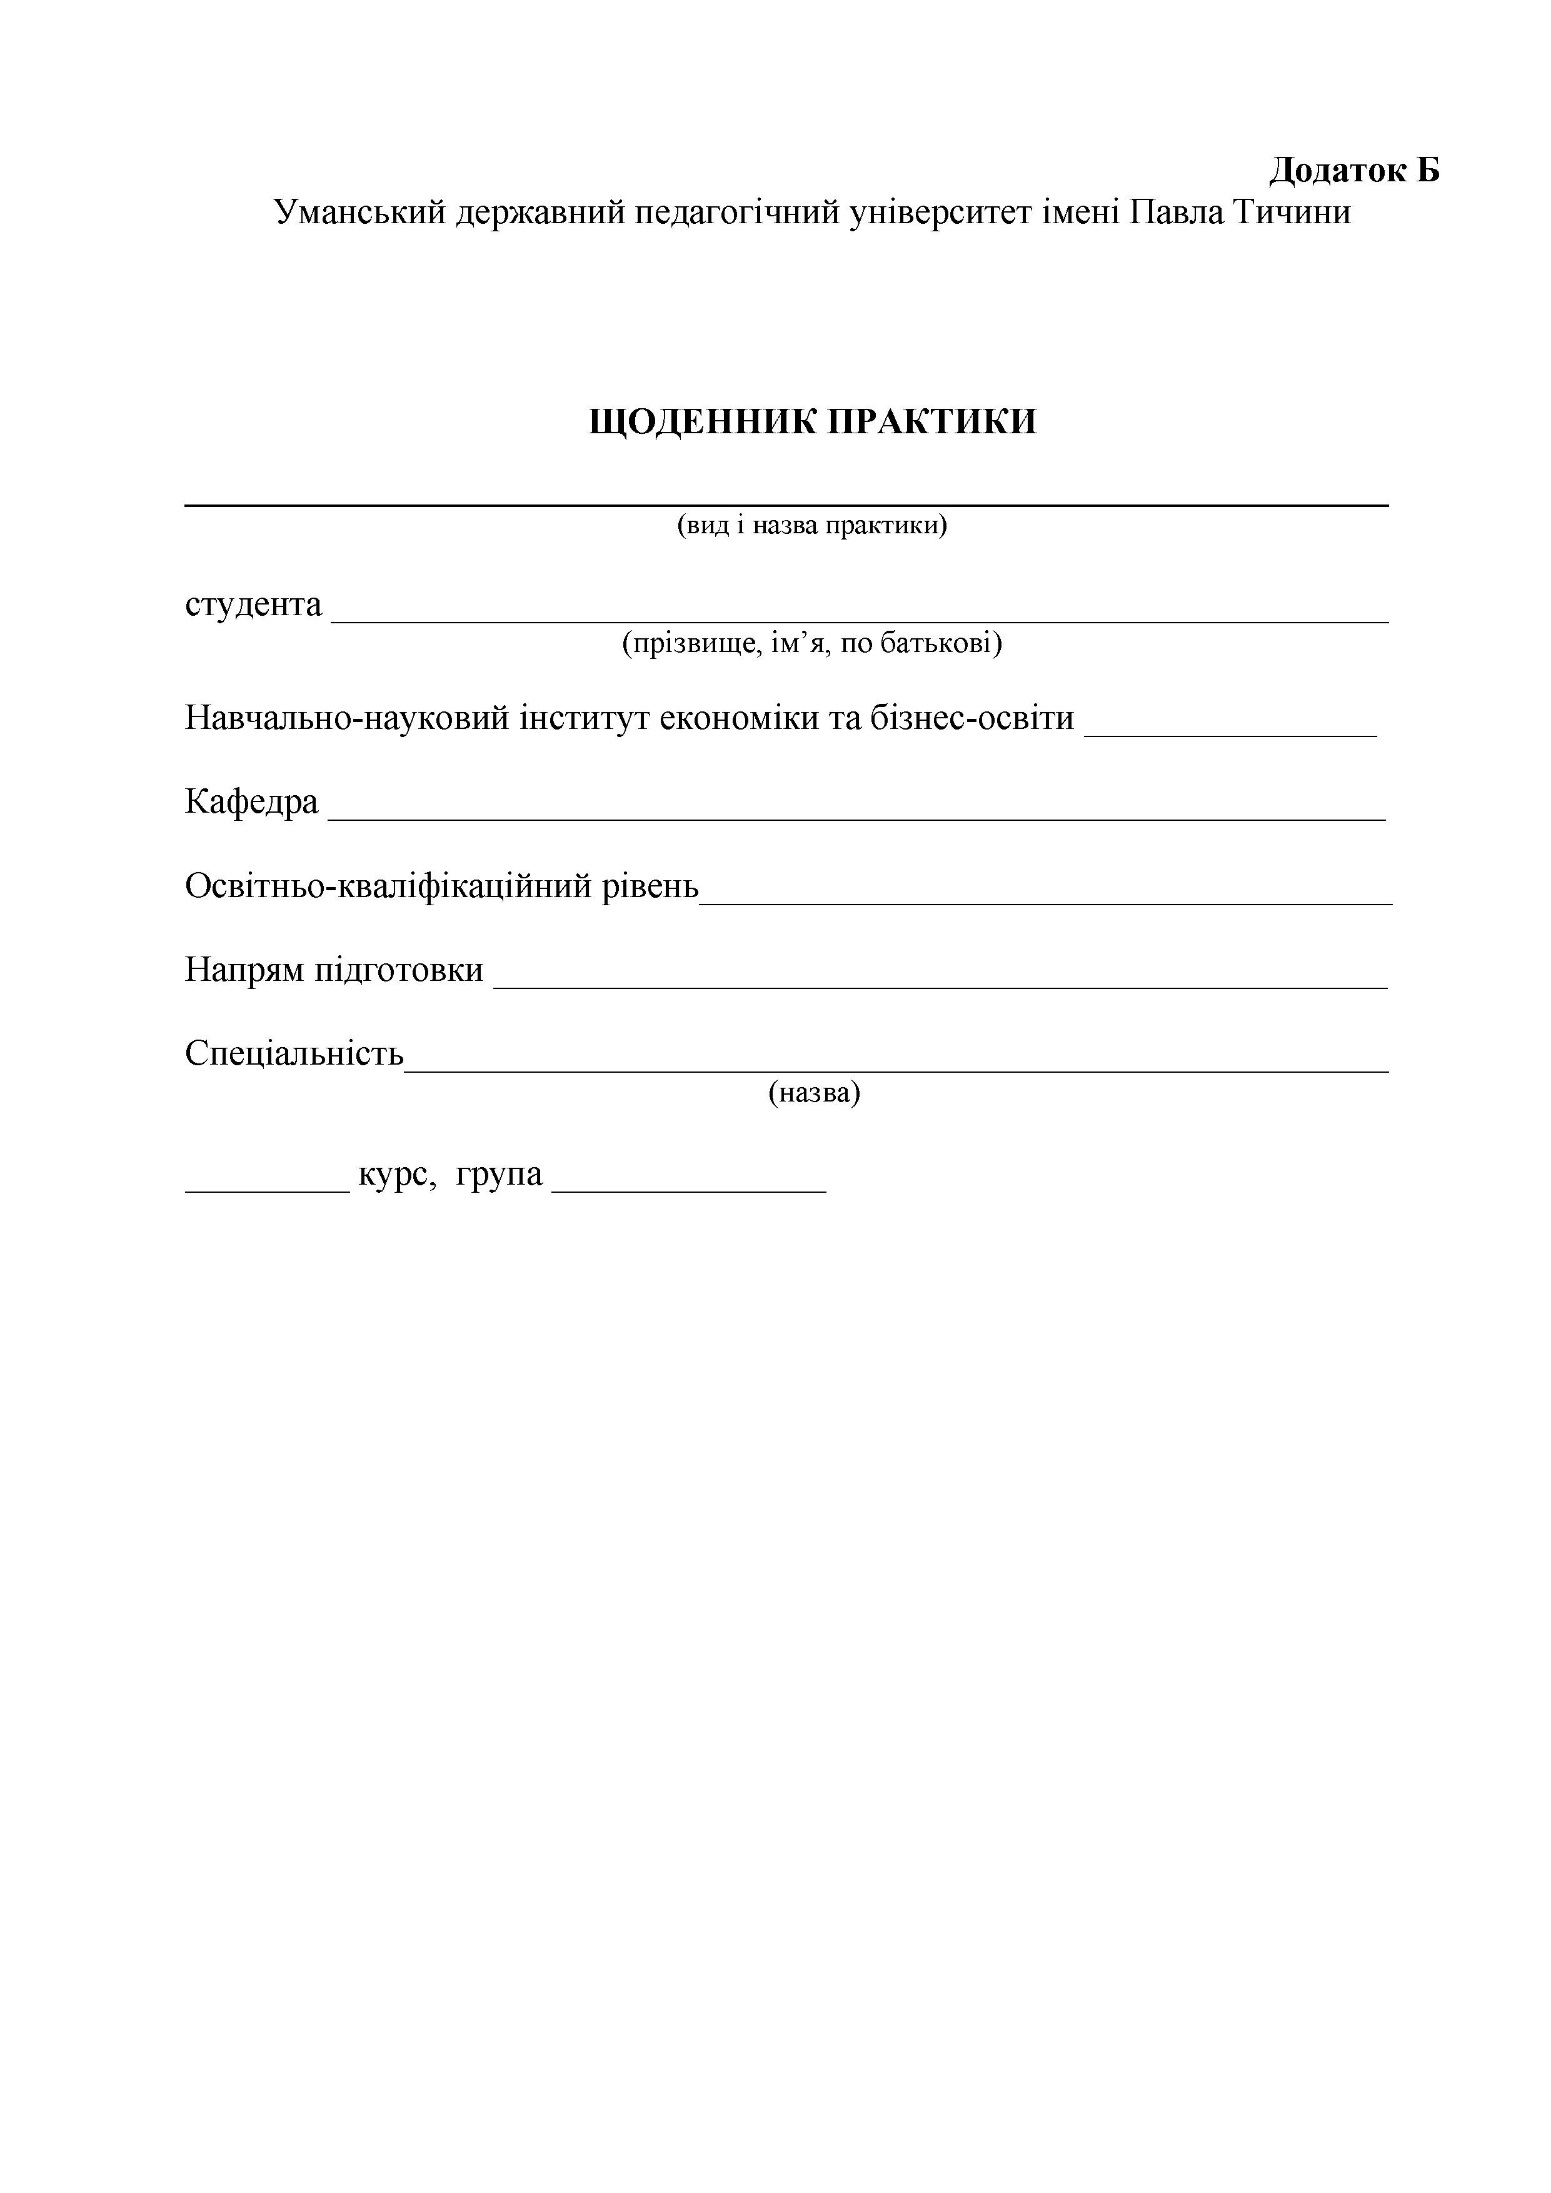 Додаток Б
Уманський державний педагогічний університет імені Павла Тичини
ЩОДЕННИК ПРАКТИКИ
(вид і назва практики)
студента
(прізвище, ім’я, по батькові)
Навчально-науковий інститут економіки та бізнес-освіти
Кафедра
Освітньо-кваліфікаційний рівень
Напрям підготовки
Спеціальність
(назва)
курс, група